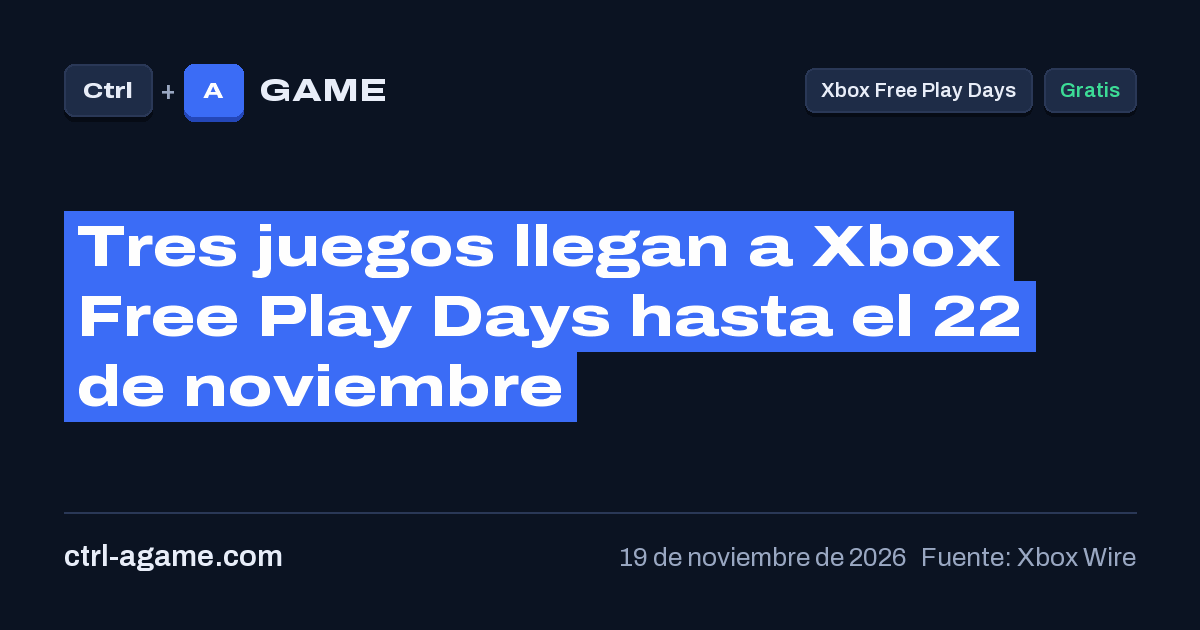 Ctrl + A GAME
Xbox Free Play Days Gratis
Tres juegos llegan a Xbox
Free Play Days hasta el 22
de noviembre
ctrl-agame.com
19 de noviembre de 2026 Fuente: Xbox Wire